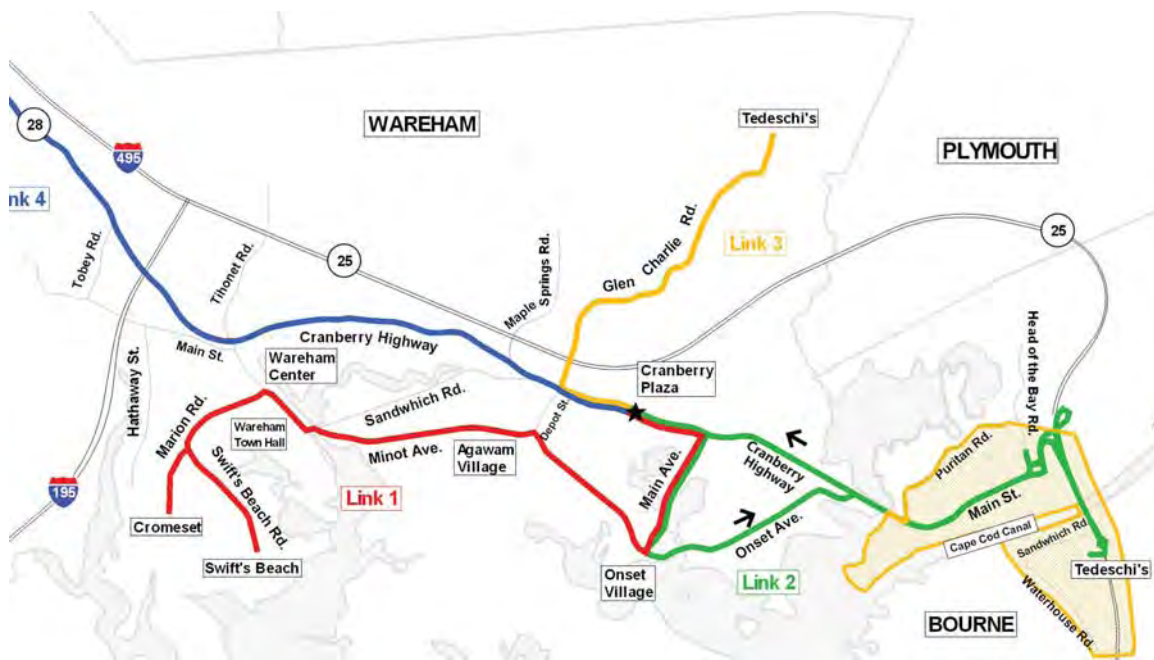 WAREHAM
PLYMOUTH
BOURNE
28
495
25
25
195
nk 4
Link 3
Link 1
Link 2
Tedeschi's
Glen Charlie Rd.
Tobey Rd.
Tihonet Rd.
Maple
Springs Rd.
Main St.
Cranberry Highway
Wareham
Center
Cranberry
Plaza
Hathaway St.
Sandwhich Rd.
Depot St.
Marion Rd.
Wareham
Town Hall
Minot Ave.
Agawam
Village
Main Ave.
Cranberry
Highway
Head of the Bay Rd.
Puritan Rd.
Main St.
Swift's Beach Rd.
Cromeset
Swift's Beach
Onset Ave.
Onset
Village
Cape Cod Canal
Sandwhich Rd
Tedeschi's
Waterhouse Rd.